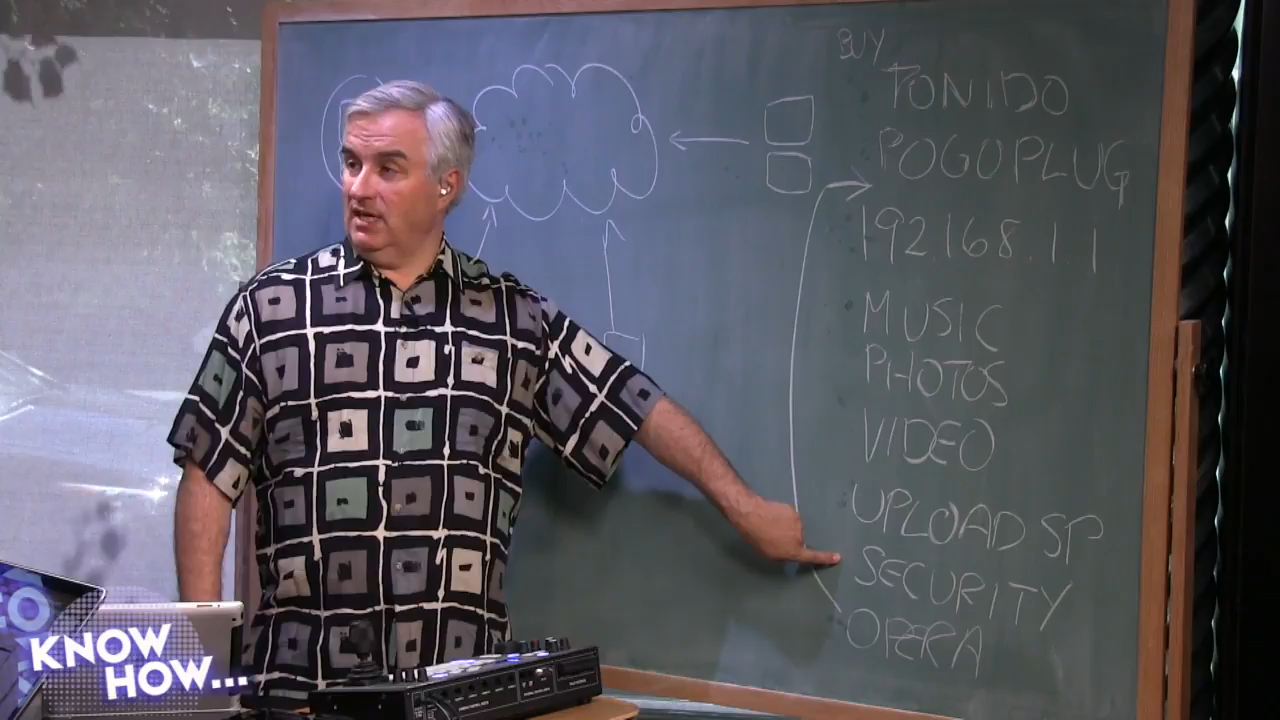 BUY
TONIDO
POGOPLUG
192.168.1.1
MUSIC
PHOTOS
VIDEO
UPLOAD SP
SECURITY
OPERA
KNOW
HOW...